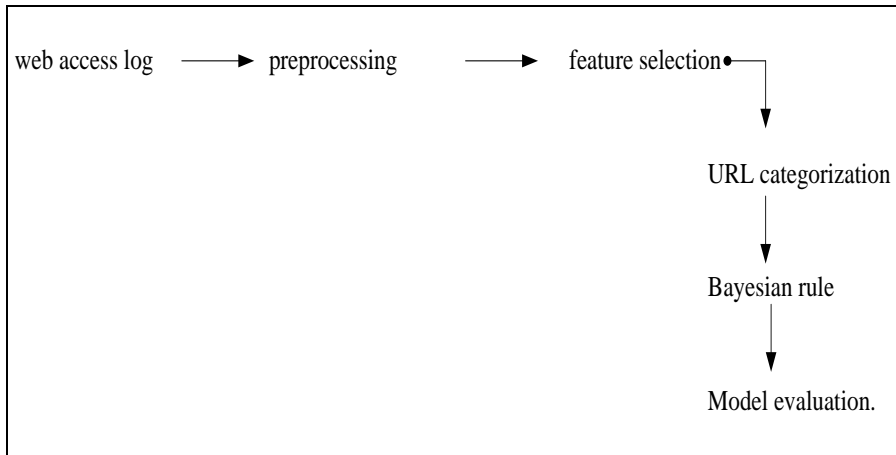 web access log
preprocessing
feature selection
URL categorization
Bayesian rule
Model evaluation.